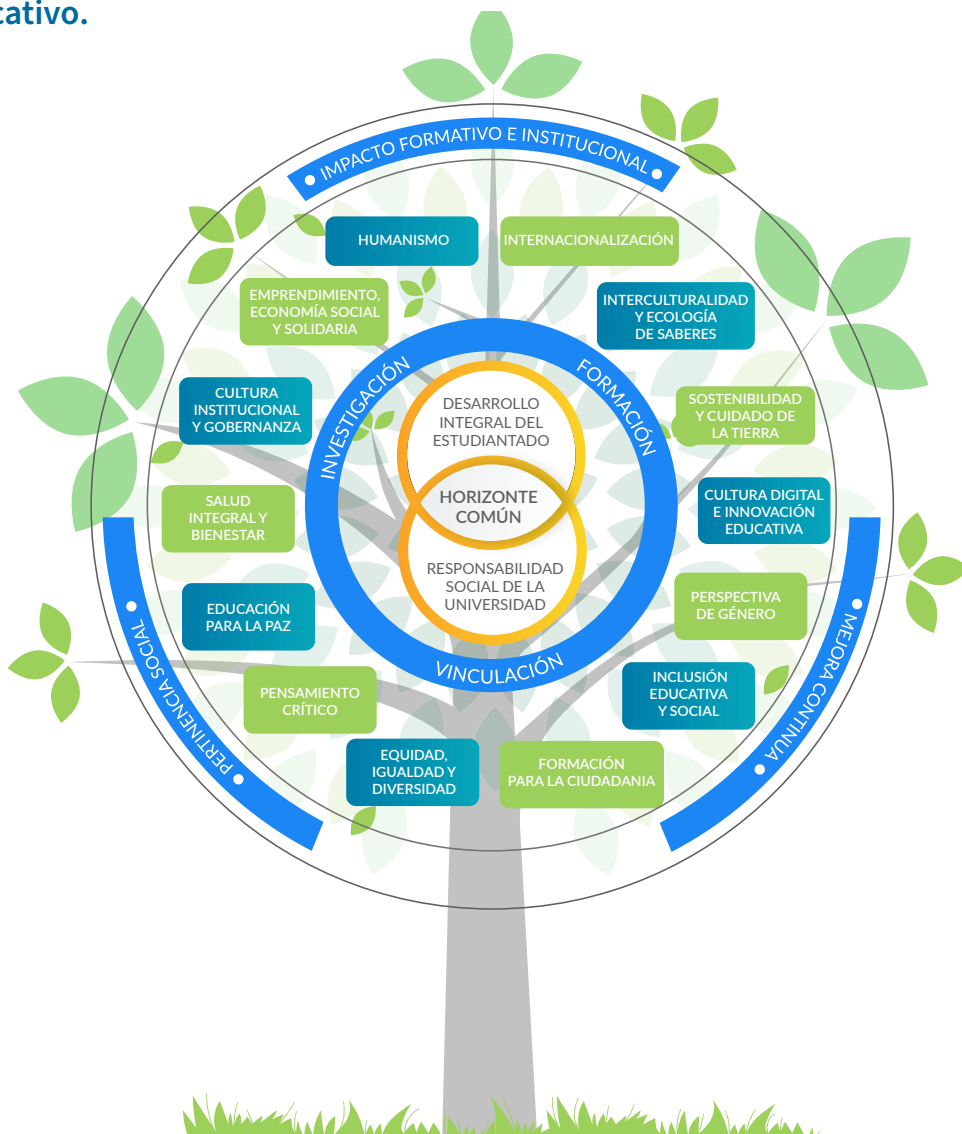 cativo.
IMPACTO FORMATIVO E INSTITUCIONAL
HUMANISMO
INTERNACIONALIZACIÓN
EMPRENDIMIENTO,
ECONOMÍA SOCIAL
Y SOLIDARIA
INTERCULTURALIDAD
Y ECOLOGÍA
DE SABERES
CULTURA
INSTITUCIONAL
Y GOBERNANZA
SOSTENIBILIDAD
Y CUIDADO DE
LA TIERRA
SALUD
INTEGRAL Y
BIENESTAR
CULTURA DIGITAL
E INNOVACIÓN
EDUCATIVA
EDUCACIÓN
PARA LA PAZ
PERSPECTIVA
DE GÉNERO
PENSAMIENTO
CRÍTICO
INCLUSIÓN
EDUCATIVA
Y SOCIAL
EQUIDAD,
IGUALDAD Y
DIVERSIDAD
FORMACIÓN
PARA LA CIUDADANIA
INVESTIGACIÓN
FORMACIÓN
VINCULACIÓN
DESARROLLO
INTEGRAL DEL
ESTUDIANTADO
HORIZONTE
COMÚN
RESPONSABILIDAD
SOCIAL DE LA
UNIVERSIDAD
PERTINENCIA SOCIAL
MEJORA CONTINUA